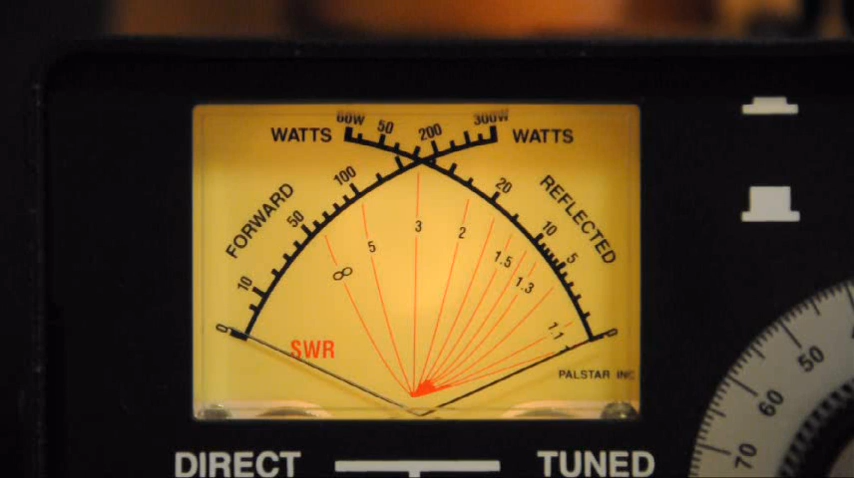 60W 50 200 300W
WATTS WATTS
100 20
FORWARD REFLECTED
50 10
5
10
3
2
5
1.5
∞
1.3
1.1
0 0
SWR
PALSTAR INC
DIRECT TUNED
50
60
70